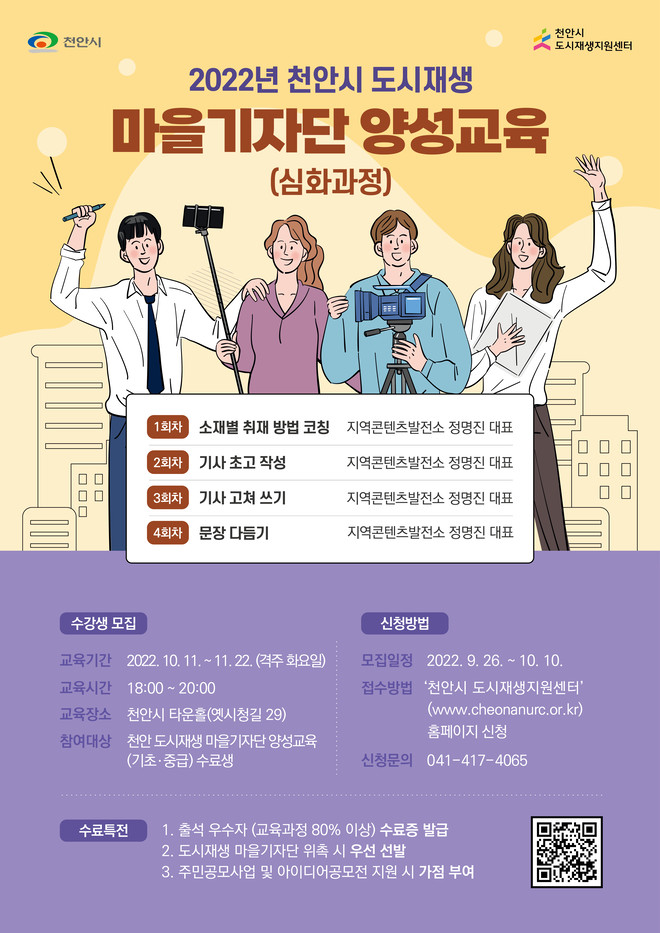 천안시
천안시
도시재생지원센터
2022년 천안시 도시재생
마을기자단 양성교육
(심화과정)
1회차 소재별 취재 방법 코칭 지역콘텐츠발전소 정명진 대표
2회차 기사 초고 작성 지역콘텐츠발전소 정명진 대표
3회차 기사 고쳐 쓰기 지역콘텐츠발전소 정명진 대표
4회차 문장 다듬기 지역콘텐츠발전소 정명진 대표
수강생 모집
교육기간 2022. 10. 11. ~ 11. 22. (격주 화요일)
교육시간 18:00 ~ 20:00
교육장소 천안시 타운홀(옛시청길 29)
참여대상 천안 도시재생 마을기자단 양성교육
(기초·중급) 수료생
신청방법
모집일정 2022. 9. 26. ~ 10. 10.
접수방법 '천안시 도시재생지원센터'
(www.cheonanurc.or.kr)
홈페이지 신청
신청문의 041-417-4065
수료특전
1. 출석 우수자 (교육과정 80% 이상) 수료증 발급
2. 도시재생 마을기자단 위촉 시 우선 선발
3. 주민공모사업 및 아이디어공모전 지원 시 가점 부여